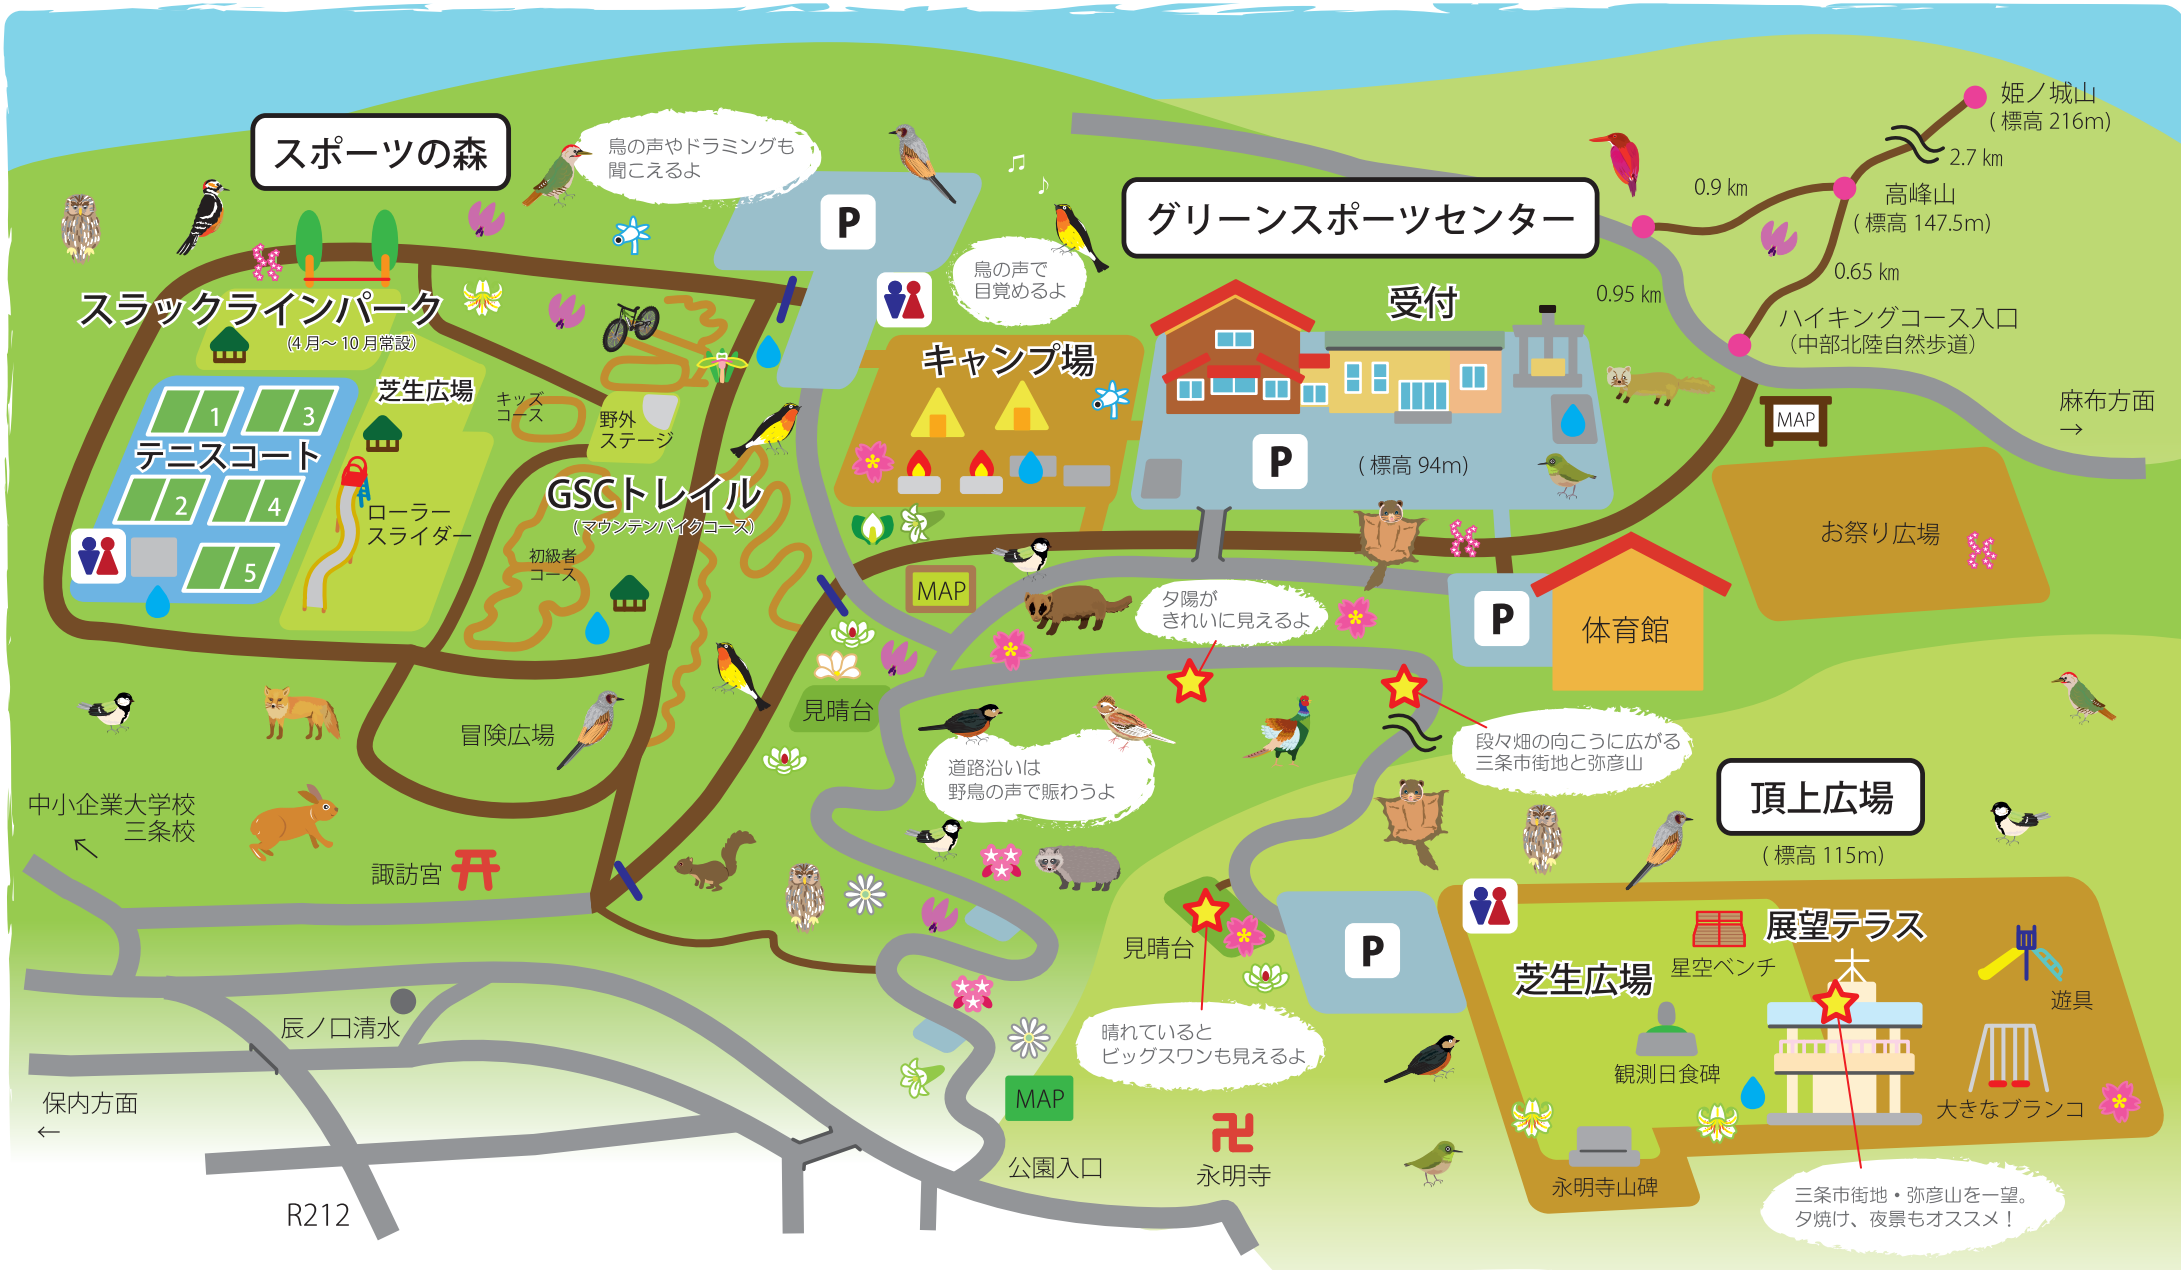 スポーツの森
鳥の声やドラミングも
聞こえるよ
P
鳥の声で
目覚めるよ
グリーンスポーツセンター
姫ノ城山
(標高 216m)
2.7 km
0.9 km
高峰山
(標高 147.5m)
0.65 km
0.95 km
ハイキングコース入口
(中部北陸自然歩道)
麻布方面
→
MAP
お祭り広場
スラックラインパーク
(4月〜10月常設)
芝生広場
キッズ
コース
野外
ステージ
テニスコート
1
3
2
4
5
ローラー
スライダー
GSCトレイル
(マウンテンバイクコース)
初級者
コース
キャンプ場
受付
P
(標高 94m)
MAP
夕陽が
きれいに見えるよ
P
体育館
見晴台
冒険広場
道路沿いは
野鳥の声で賑わうよ
段々畑の向こうに広がる
三条市街地と弥彦山
中小企業大学校
三条校
諏訪宮
頂上広場
(標高 115m)
見晴台
P
展望テラス
星空ベンチ
芝生広場
遊具
観測日食碑
大きなブランコ
永明寺山碑
晴れていると
ビッグスワンも見えるよ
辰ノ口清水
保内方面
←
R212
MAP
公園入口
永明寺
三条市街地・弥彦山を一望。
夕焼け、夜景もオススメ！